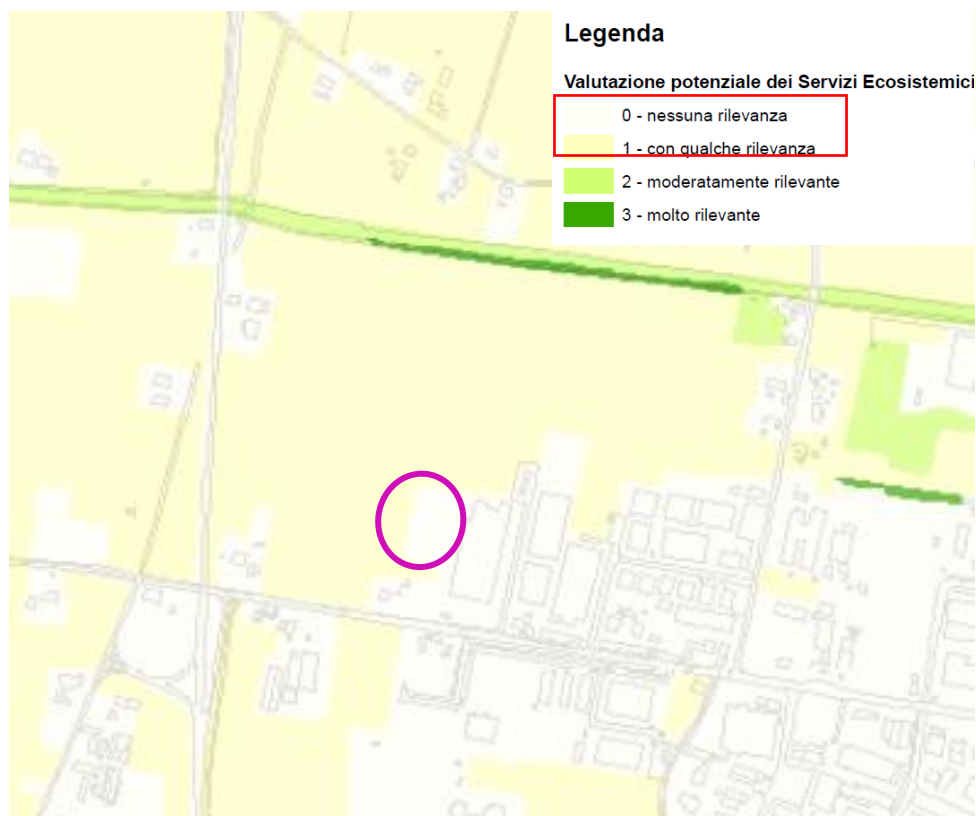 Legenda
Valutazione potenziale dei Servizi Ecosistemici
0 - nessuna rilevanza
1 - con qualche rilevanza
2 - moderatamente rilevante
3 - molto rilevante